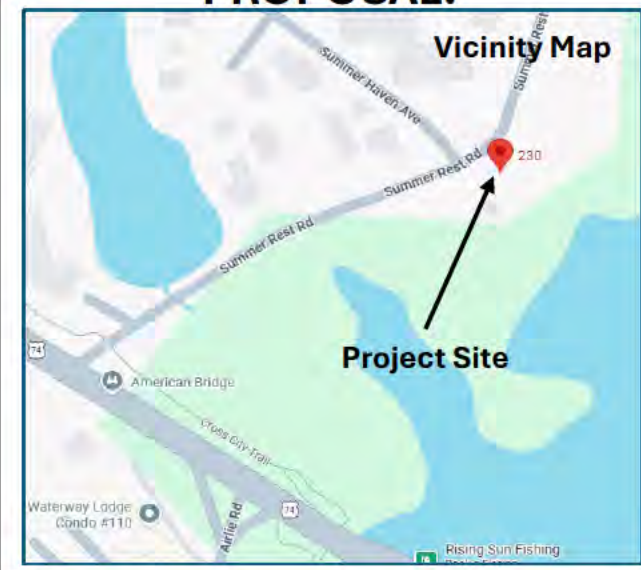 PROPOSAL:
Vicinity Map
Summer Rest
Summer Haven Ave
230
Summer Rest Rd
Summer Rest Rd
Project Site
74
American Bridge
Cross City Trail
Waterway Lodge
Condo #110
Airlie Rd
74
Rising Sun Fishing